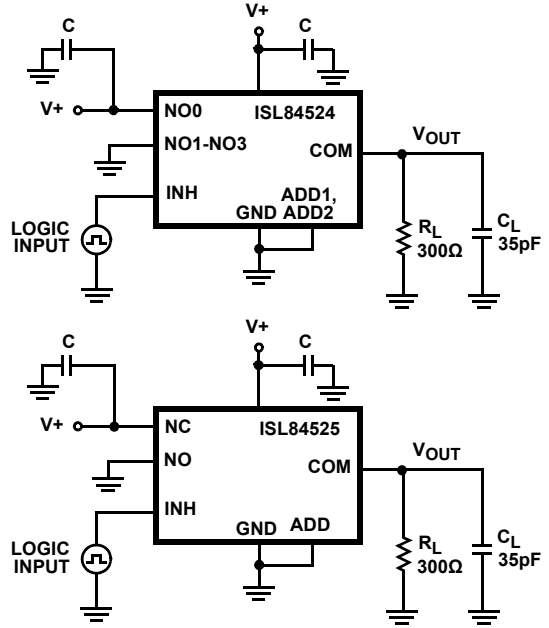 V+
C
C
V+
NO0
ISL84524
NO1-NO3
COM
VOUT
INH
ADD1,
GND ADD2
LOGIC
INPUT
RL
300Ω
CL
35pF
V+
C
C
V+
NC
ISL84525
NO
COM
VOUT
INH
GND ADD
LOGIC
INPUT
RL
300Ω
CL
35pF